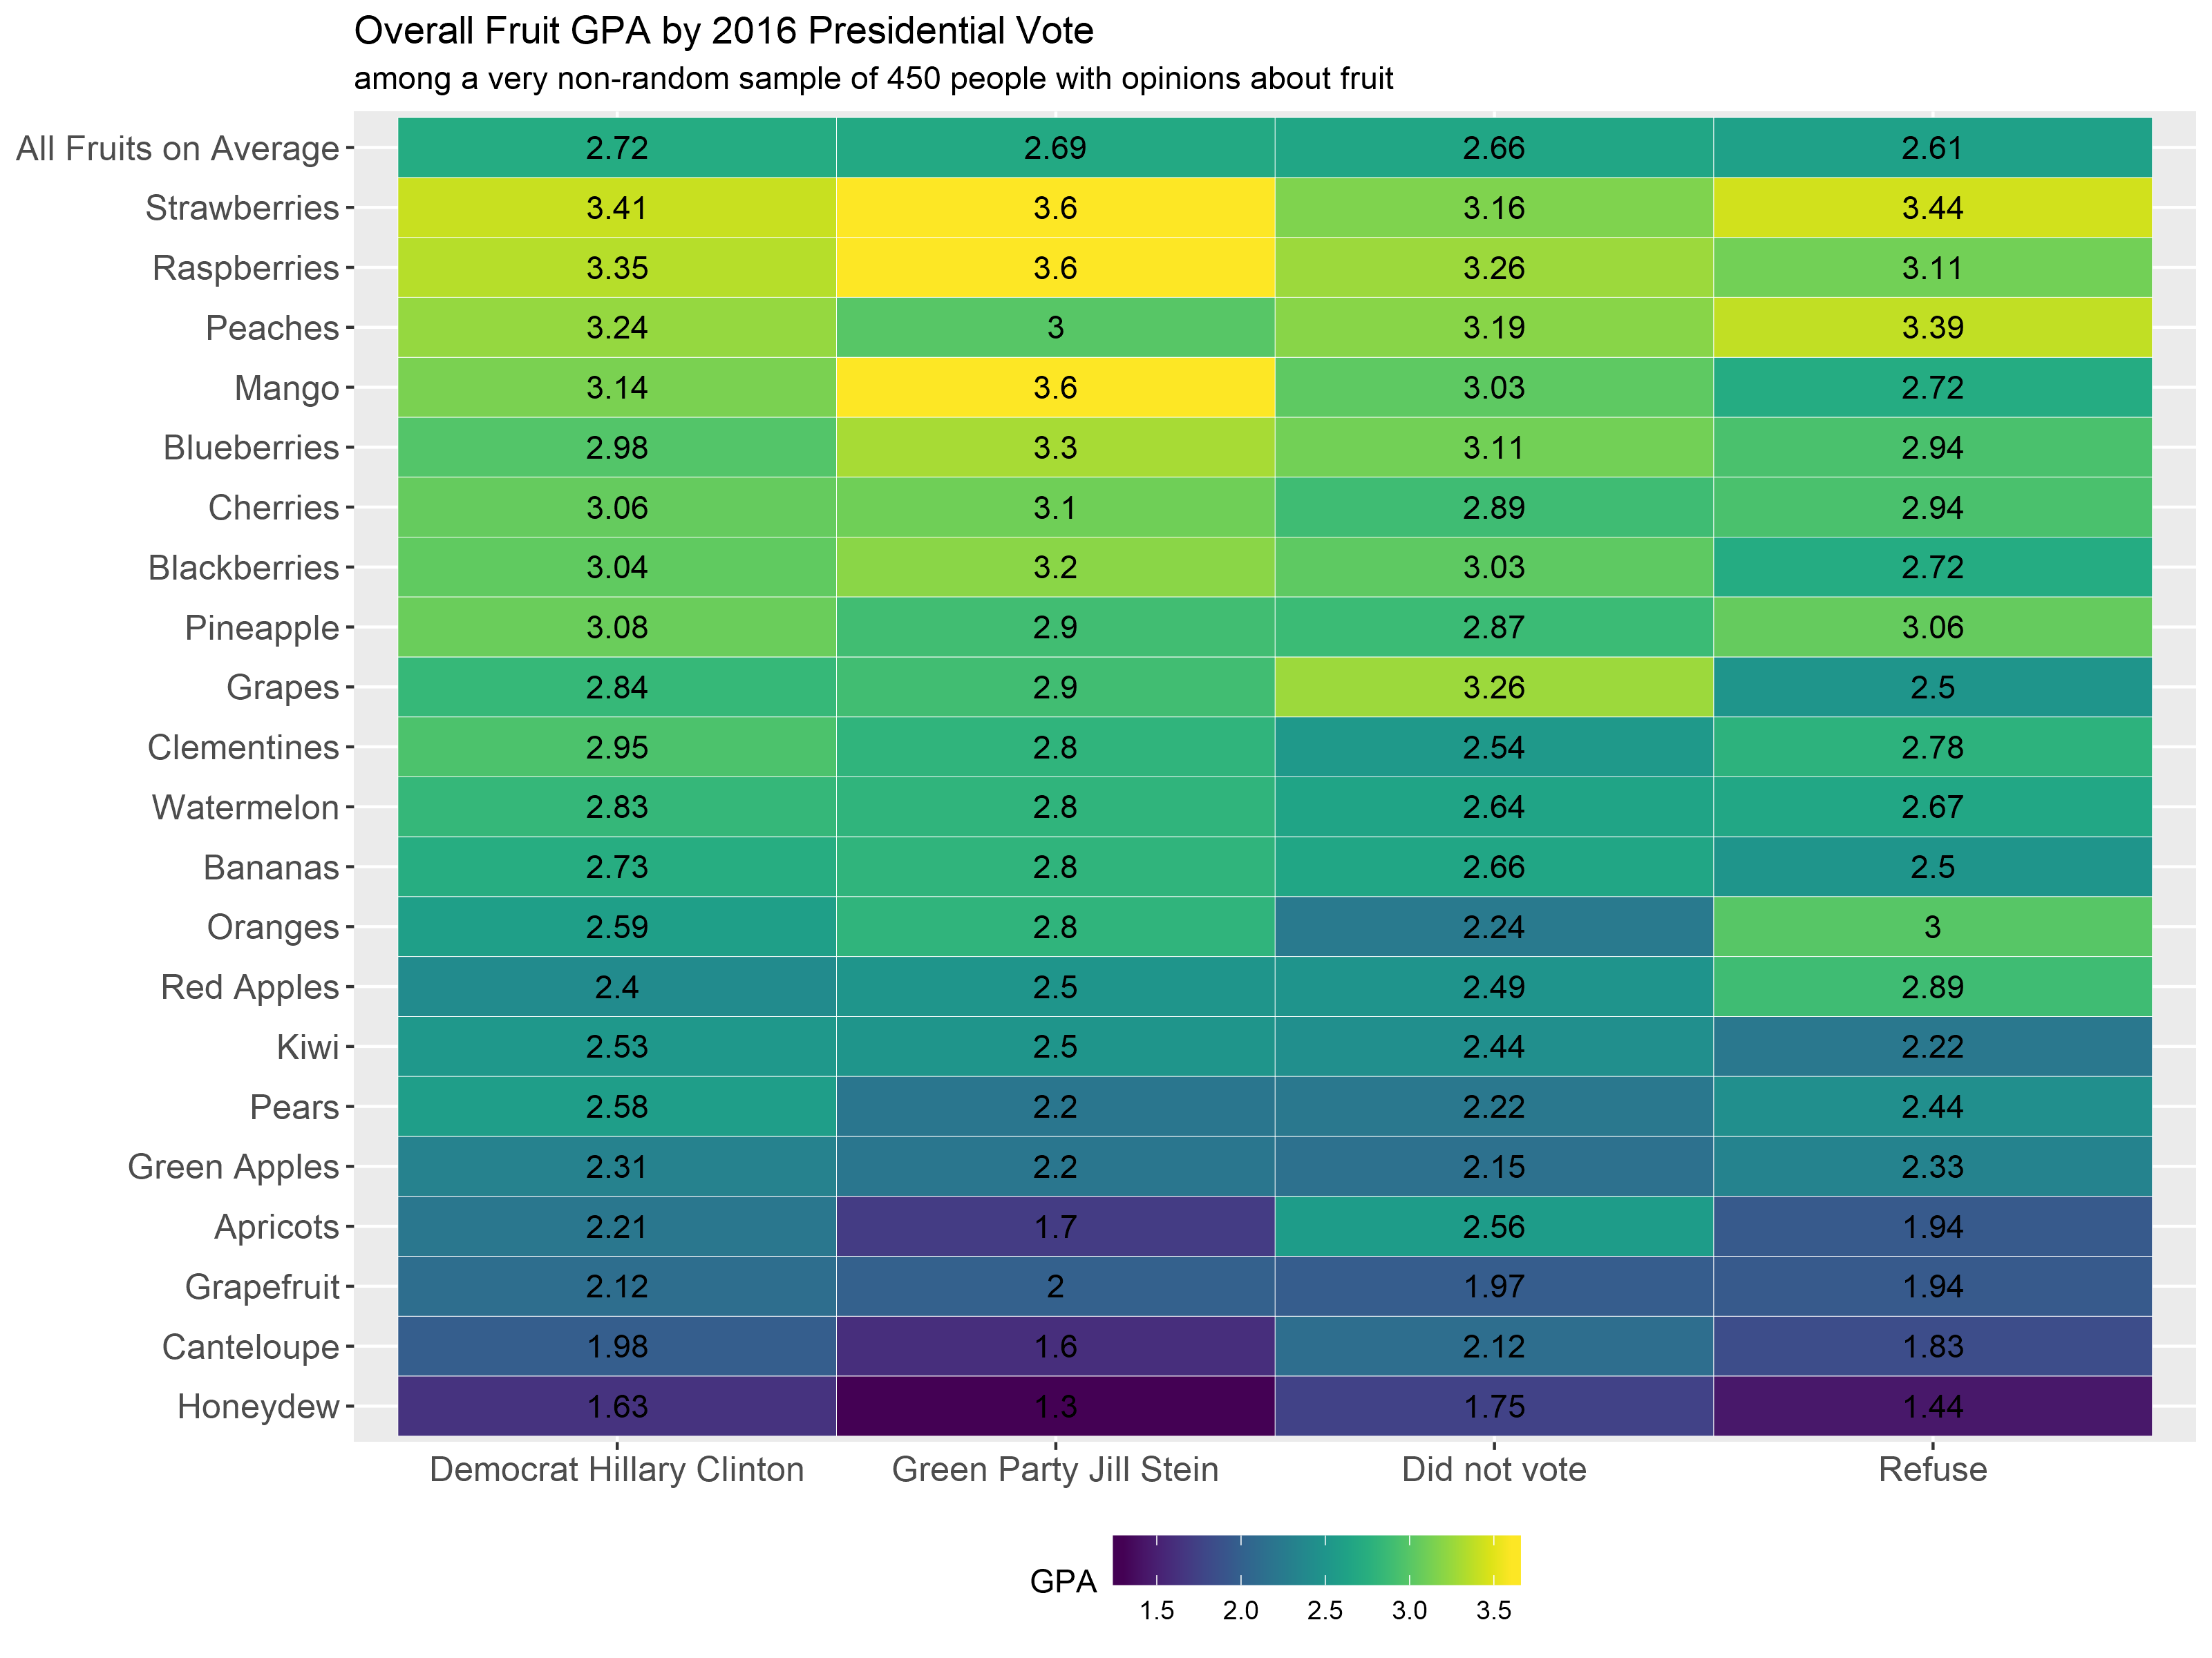 Overall Fruit GPA by 2016 Presidential Vote
among a very non-random sample of 450 people with opinions about fruit
All Fruits on Average 2.72 2.69 2.66 2.61
Strawberries 3.41 3.6 3.16 3.44
Raspberries 3.35 3.6 3.26 3.11
Peaches 3.24 3 3.19 3.39
Mango 3.14 3.6 3.03 2.72
Blueberries 2.98 3.3 3.11 2.94
Cherries 3.06 3.1 2.89 2.94
Blackberries 3.04 3.2 3.03 2.72
Pineapple 3.08 2.9 2.87 3.06
Grapes 2.84 2.9 3.26 2.5
Clementines 2.95 2.8 2.54 2.78
Watermelon 2.83 2.8 2.64 2.67
Bananas 2.73 2.8 2.66 2.5
Oranges 2.59 2.8 2.24 3
Red Apples 2.4 2.5 2.49 2.89
Kiwi 2.53 2.5 2.44 2.22
Pears 2.58 2.2 2.22 2.44
Green Apples 2.31 2.2 2.15 2.33
Apricots 2.21 1.7 2.56 1.94
Grapefruit 2.12 2 1.97 1.94
Canteloupe 1.98 1.6 2.12 1.83
Honeydew 1.63 1.3 1.75 1.44
Democrat Hillary Clinton Green Party Jill Stein Did not vote Refuse
GPA
1.5 2.0 2.5 3.0 3.5